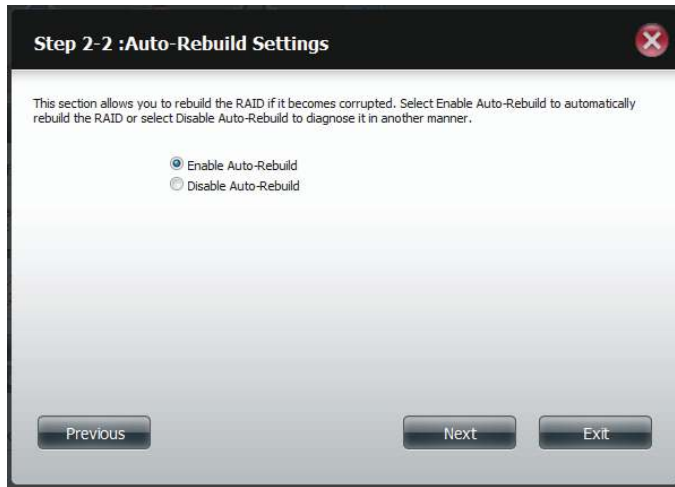 Step 2-2 :Auto-Rebuild Settings
This section allows you to rebuild the RAID if it becomes corrupted. Select Enable Auto-Rebuild to automatically
rebuild the RAID or select Disable Auto-Rebuild to diagnose it in another manner.
Enable Auto-Rebuild
Disable Auto-Rebuild
Previous
Next
Exit